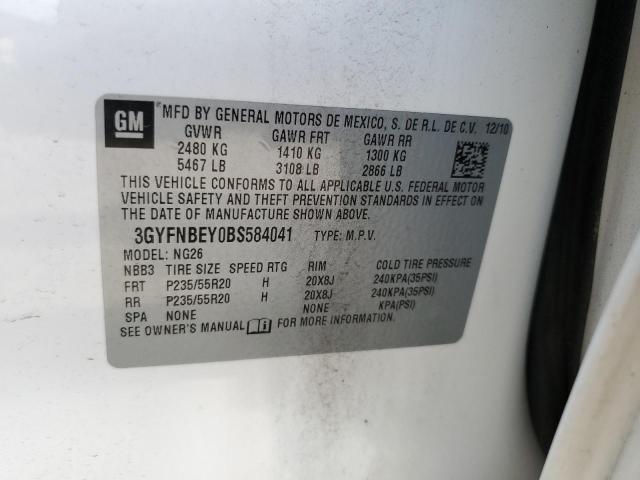 GM MFD BY GENERAL MOTORS DE MEXICO, S. DE R.L. DE C.V. 12/10
GVWR GAWR FRT GAWR RR
2480 KG 1410 KG 1300 KG
5467 LB 3108 LB 2866 LB
THIS VEHICLE CONFORMS TO ALL APPLICABLE U.S. FEDERAL MOTOR
VEHICLE SAFETY AND THEFT PREVENTION STANDARDS IN EFFECT ON
THE DATE OF MANUFACTURE SHOWN ABOVE.
3GYFNBEY0BS584041 TYPE: M.P.V.
MODEL: NG26
NBB3 TIRE SIZE SPEED RTG RIM COLD TIRE PRESSURE
FRT P235/55R20 H 20X8J 240KPA(35PSI)
RR P235/55R20 H 20X8J 240KPA(35PSI)
SPA NONE NONE KPA(PSI)
SEE OWNER'S MANUAL FOR MORE INFORMATION.